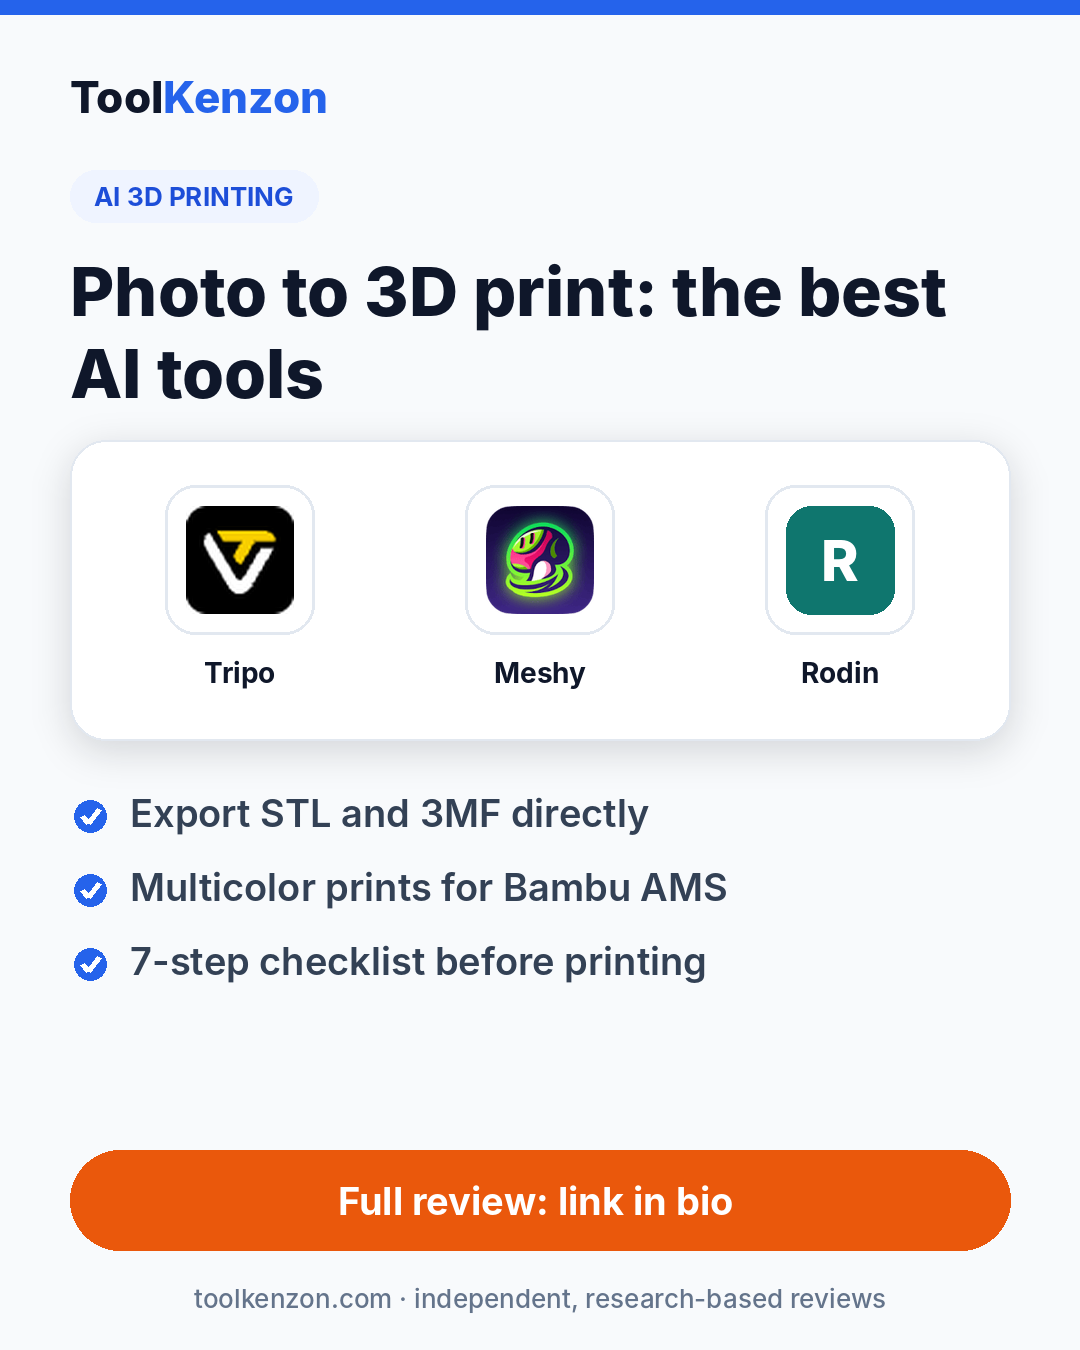 ToolKenzon
AI 3D PRINTING
Photo to 3D print: the best
AI tools
R
Tripo
Meshy
Rodin
Export STL and 3MF directly
Multicolor prints for Bambu AMS
7-step checklist before printing
Full review: link in bio
toolkenzon.com · independent, research-based reviews